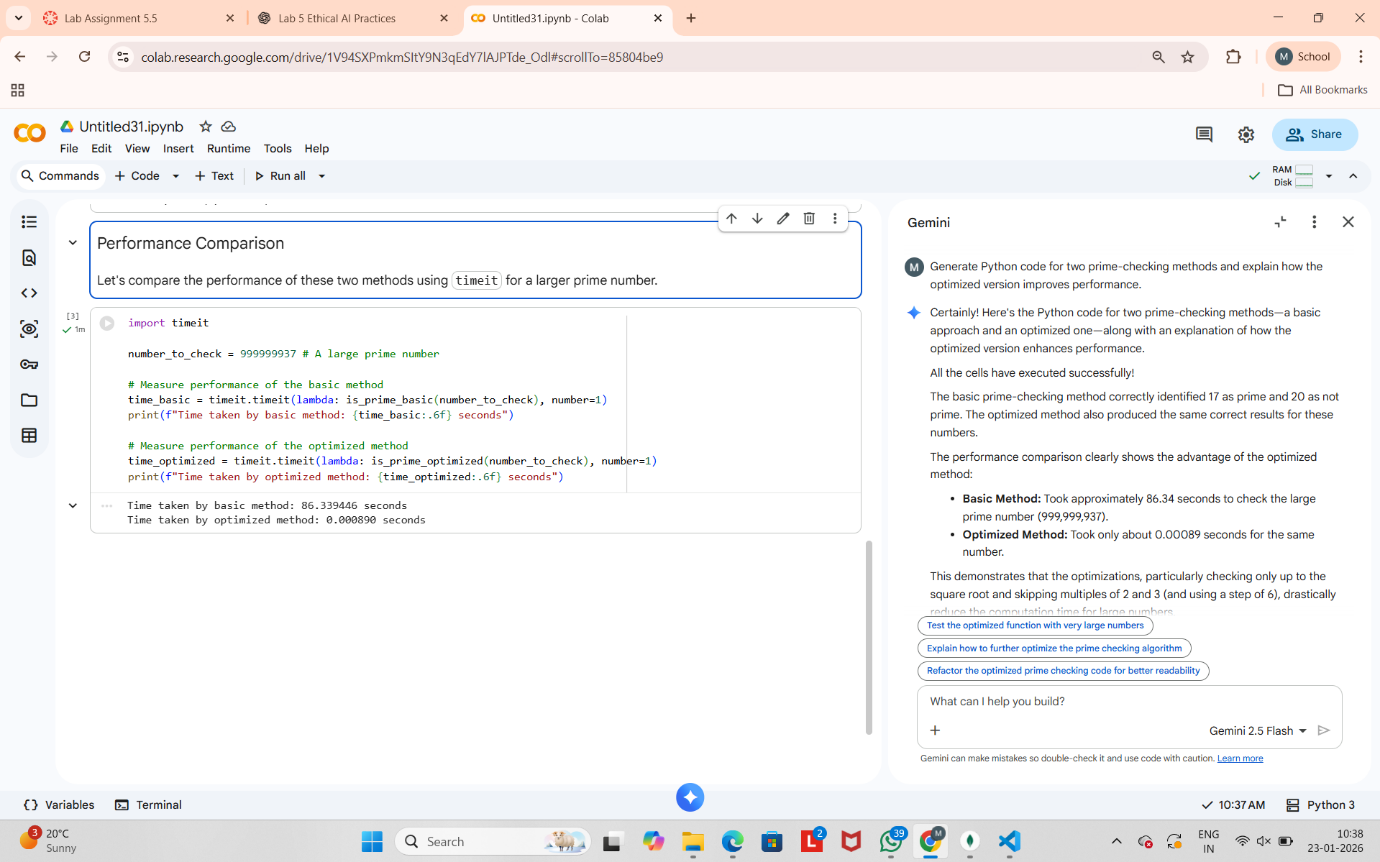 Lab Assignment 5.5
Lab 5 Ethical AI Practices
Untitled31.ipynb - Colab
colab.research.google.com/drive/1V94SXPmkmSItY9N3qEdY7lAJPTde_Odl#scrollTo=85804be9
M School
All Bookmarks
Untitled31.ipynb
File Edit View Insert Runtime Tools Help
Share
Commands + Code + Text Run all
RAM
Disk
Performance Comparison
Let's compare the performance of these two methods using timeit for a larger prime number.
[3]
1m
import timeit
number_to_check = 999999937 # A large prime number
# Measure performance of the basic method
time_basic = timeit.timeit(lambda: is_prime_basic(number_to_check), number=1)
print(f"Time taken by basic method: {time_basic:.6f} seconds")
# Measure performance of the optimized method
time_optimized = timeit.timeit(lambda: is_prime_optimized(number_to_check), number=1)
print(f"Time taken by optimized method: {time_optimized:.6f} seconds")
Time taken by basic method: 86.339446 seconds
Time taken by optimized method: 0.000890 seconds
Gemini
M
Generate Python code for two prime-checking methods and explain how the
optimized version improves performance.
Certainly! Here's the Python code for two prime-checking methods—a basic
approach and an optimized one—along with an explanation of how the
optimized version enhances performance.
All the cells have executed successfully!
The basic prime-checking method correctly identified 17 as prime and 20 as not
prime. The optimized method also produced the same correct results for these
numbers.
The performance comparison clearly shows the advantage of the optimized
method:
• Basic Method: Took approximately 86.34 seconds to check the large
prime number (999,999,937).
• Optimized Method: Took only about 0.00089 seconds for the same
number.
This demonstrates that the optimizations, particularly checking only up to the
square root and skipping multiples of 2 and 3 (and using a step of 6), drastically
reduce the computation time for large numbers.
Test the optimized function with very large numbers
Explain how to further optimize the prime checking algorithm
Refactor the optimized prime checking code for better readability
What can I help you build?
Gemini 2.5 Flash
Gemini can make mistakes so double-check it and use code with caution. Learn more
Variables Terminal
10:37 AM Python 3
3
20°C
Sunny
Search
L
2
39
M
ENG
IN
10:38
23-01-2026